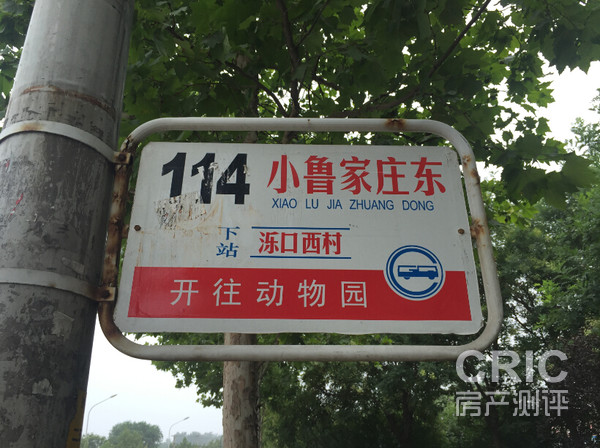 114 小鲁家庄东
XIAO LU JIA ZHUANG DONG
下站 泺口西村
开往动物园
CRIC
房产测评